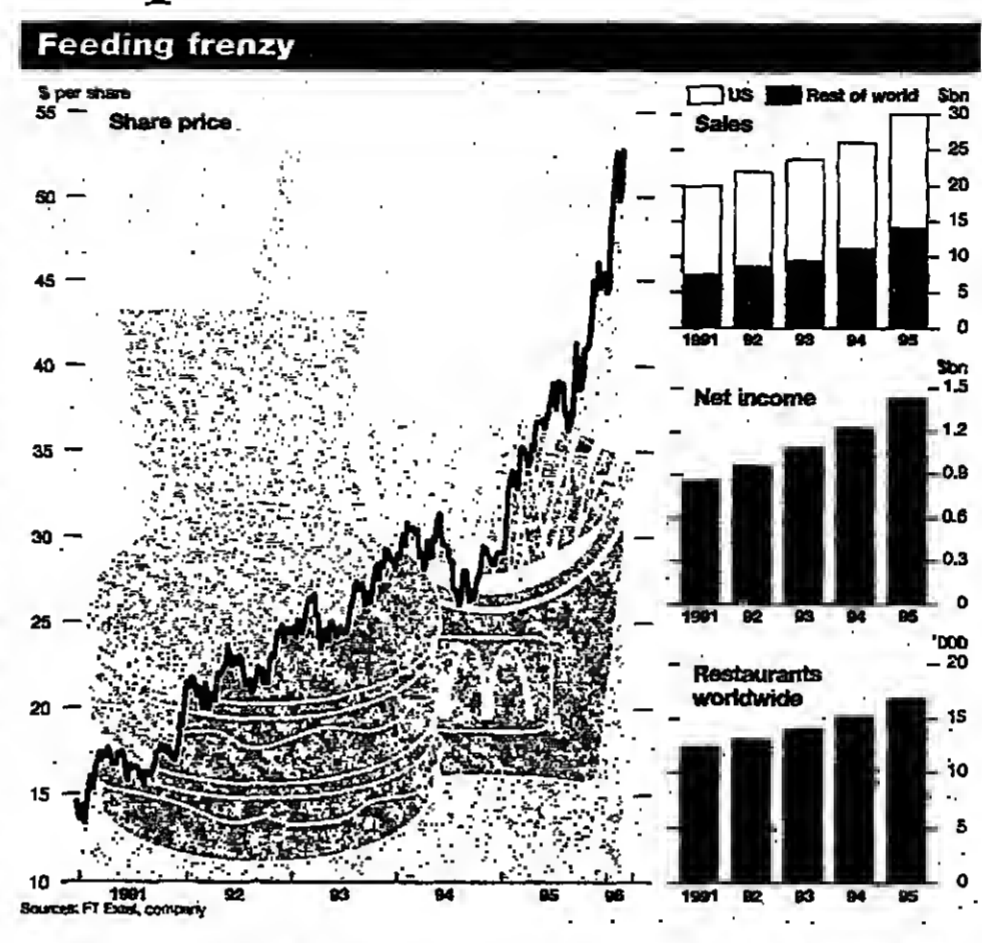 Feeding frenzy
$ per share
Share price
55
50
45
40
35
30
25
20
15
10
1991 92 93 94 95 96
Sources: FT Extel, company
US Rest of world $bn
Sales
30
25
20
15
10
5
0
1991 92 93 94 95
$bn
Net income
1.5
1.2
0.9
0.6
0.3
0
1991 92 93 94 95
'000
Restaurants
worldwide
20
15
10
5
0
1991 92 93 94 95